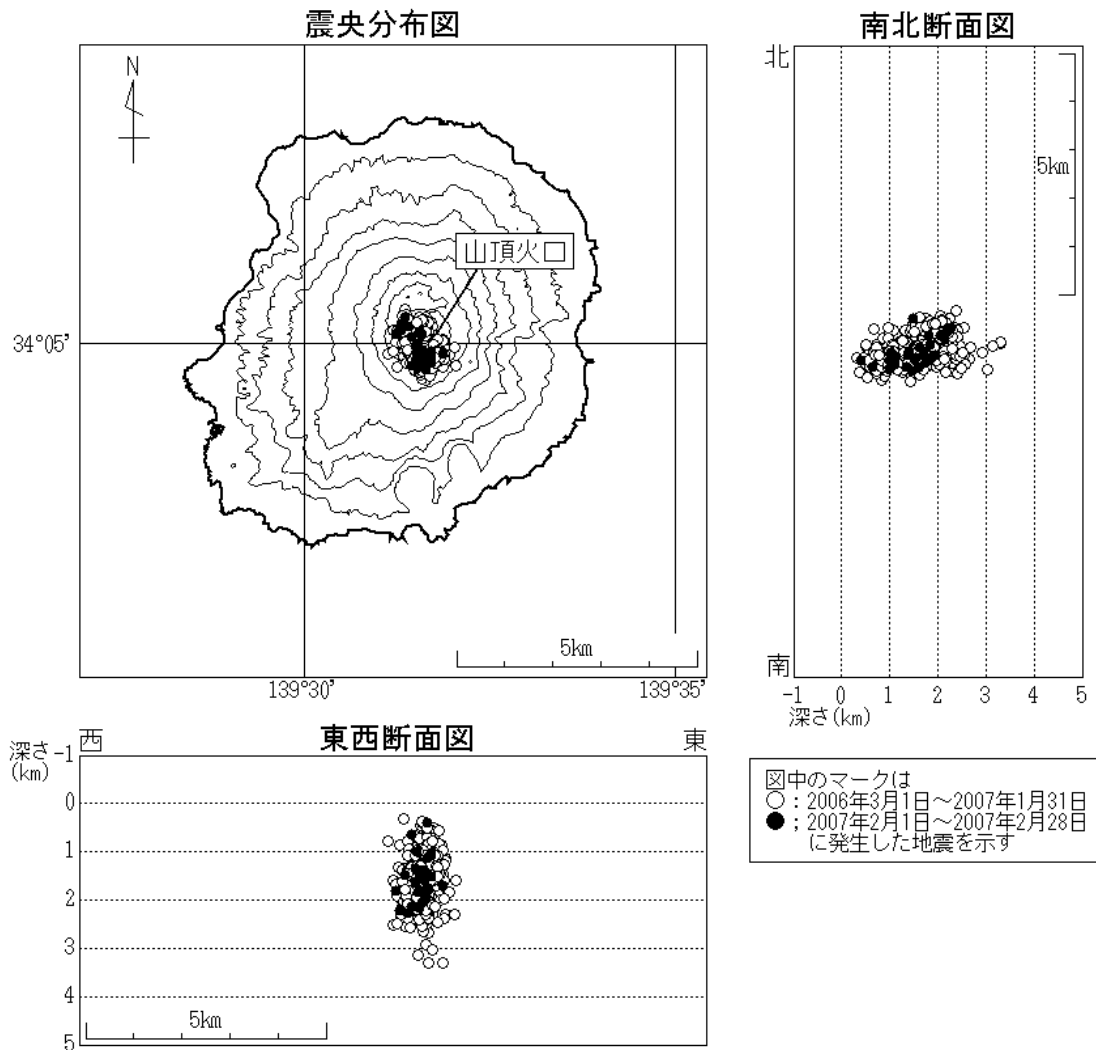 震央分布図
N
山頂火口
34°05'
5km
139°30'
139°35'
南北断面図
北
5km
南
-1 0 1 2 3 4 5
深さ(km)
東西断面図
西
東
深さ -1
(km)
0
1
2
3
4
5
5km
図中のマークは
○：2006年3月1日～2007年1月31日
●；2007年2月1日～2007年2月28日
に発生した地震を示す